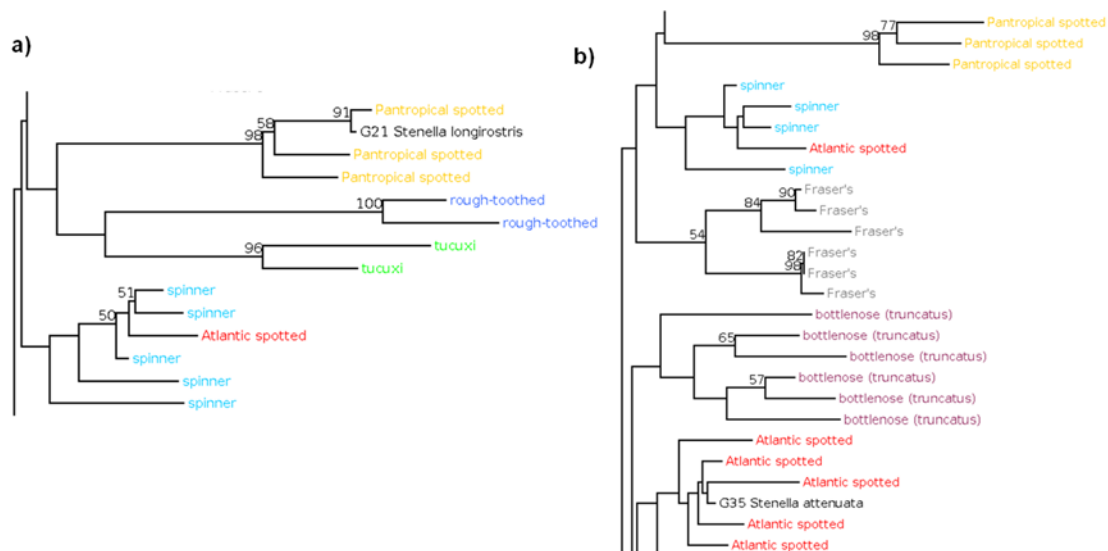 a)
91
Pantropical spotted
58
G21 Stenella longirostris
98
Pantropical spotted
Pantropical spotted
100
rough-toothed
rough-toothed
96
tucuxi
tucuxi
51
spinner
50
spinner
Atlantic spotted
spinner
spinner
spinner
b)
77
Pantropical spotted
98
Pantropical spotted
Pantropical spotted
spinner
spinner
spinner
Atlantic spotted
spinner
90
Fraser's
84
Fraser's
Fraser's
54
82
Fraser's
98
Fraser's
Fraser's
bottlenose (truncatus)
65
bottlenose (truncatus)
bottlenose (truncatus)
57
bottlenose (truncatus)
bottlenose (truncatus)
bottlenose (truncatus)
Atlantic spotted
Atlantic spotted
Atlantic spotted
G35 Stenella attenuata
Atlantic spotted
Atlantic spotted